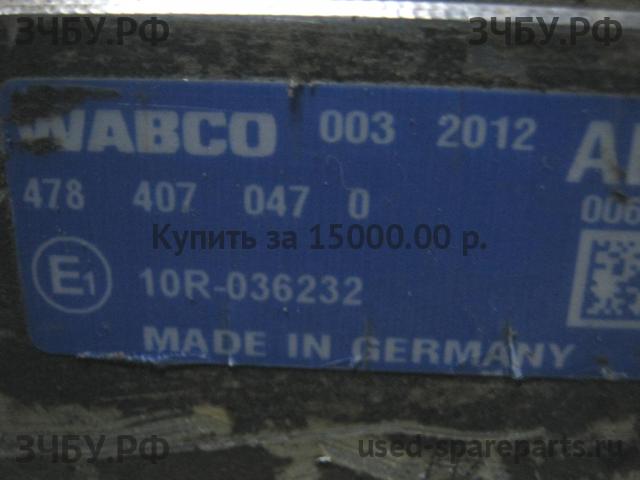 ЗЧБУ.РФ ЗЧБУ.РФ
WABCO 003 2012
478 407 047 0 006
Купить за 15000.00 р.
E1 10R-036232
MADE IN GERMANY
ЗЧБУ.РФ used-spareparts.ru